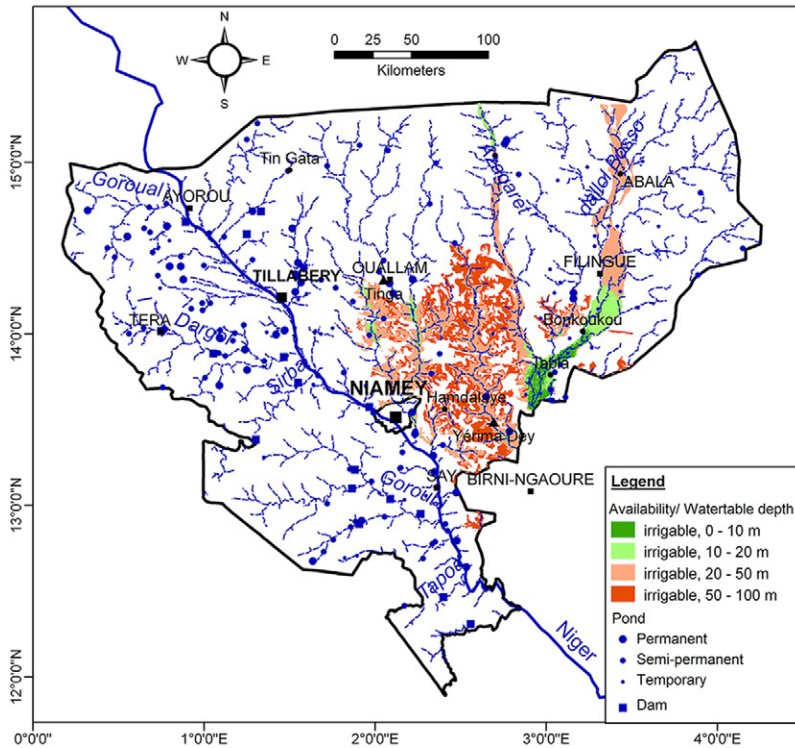 N
W E
S
0 25 50 100
Kilometers
15°0'0"N
14°0'0"N
13°0'0"N
12°0'0"N
Tin Gata
Goroual
AYOROU
dallol Bosso
ABALA
TILLABERY
OUALLAM
Tinga
FILINGUE
TERA
Dargol
Bonkoukou
Sirba
Tabla
NIAMEY
Hamdalaye
Yérima Dey
SAY
BIRNI-NGAOURE
Goroubi
Tapoa
Niger
Legend
Availability/ Watertable depth
irrigable, 0 - 10 m
irrigable, 10 - 20 m
irrigable, 20 - 50 m
irrigable, 50 - 100 m
Pond
Permanent
Semi-permanent
Temporary
Dam
0°0'0"
1°0'0"E
2°0'0"E
3°0'0"E
4°0'0"E